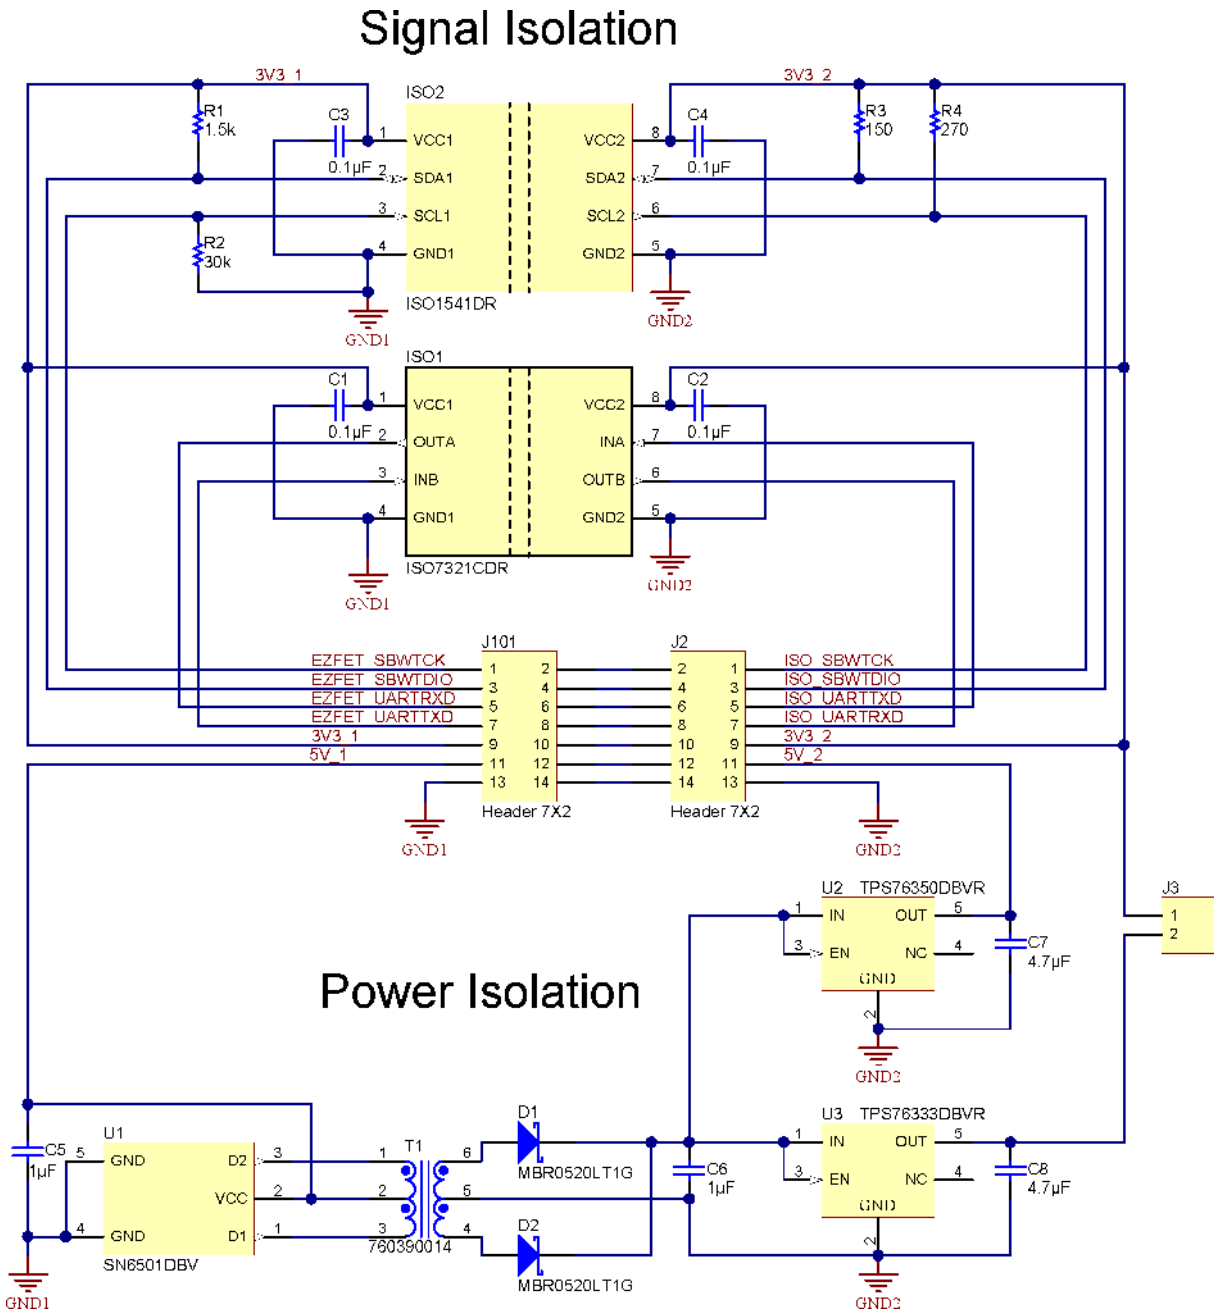 Signal Isolation
3V3_1
3V3_2
ISO2
R1
1.5k
C3
0.1µF
1
VCC1
VCC2
8
C4
0.1µF
R3
150
R4
270
2
SDA1
SDA2
7
3
SCL1
SCL2
6
R2
30k
4
GND1
GND2
5
ISO1541DR
GND1
GND2
ISO1
C1
0.1µF
1
VCC1
VCC2
8
C2
0.1µF
2
OUTA
INA
7
3
INB
OUTB
6
4
GND1
GND2
5
ISO7321CDR
GND1
GND2
J101
J2
EZFET_SBWTCK
1
2
2
1
ISO_SBWTCK
EZFET_SBWTDIO
3
4
4
3
ISO_SBWTDIO
EZFET_UARTRXD
5
6
6
5
ISO_UARTTXD
EZFET_UARTTXD
7
8
8
7
ISO_UARTRXD
3V3_1
9
10
10
9
3V3_2
5V_1
11
12
12
11
5V_2
13
14
14
13
Header 7X2
Header 7X2
GND1
GND2
U2
TPS76350DBVR
J3
1
IN
OUT
5
1
2
3
EN
NC
4
C7
4.7µF
GND
2
GND2
Power Isolation
U1
C5
1µF
5
GND
D2
3
VCC
2
4
GND
D1
1
SN6501DBV
GND1
T1
1
6
2
5
3
4
760390014
D1
MBR0520LT1G
D2
MBR0520LT1G
C6
1µF
U3
TPS76333DBVR
1
IN
OUT
5
3
EN
NC
4
C8
4.7µF
GND
2
GND2